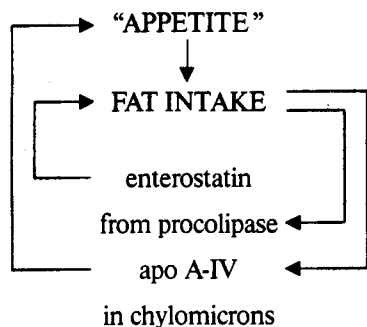 “APPETITE”
FAT INTAKE
enterostatin
from procolipase
apo A-IV
in chylomicrons